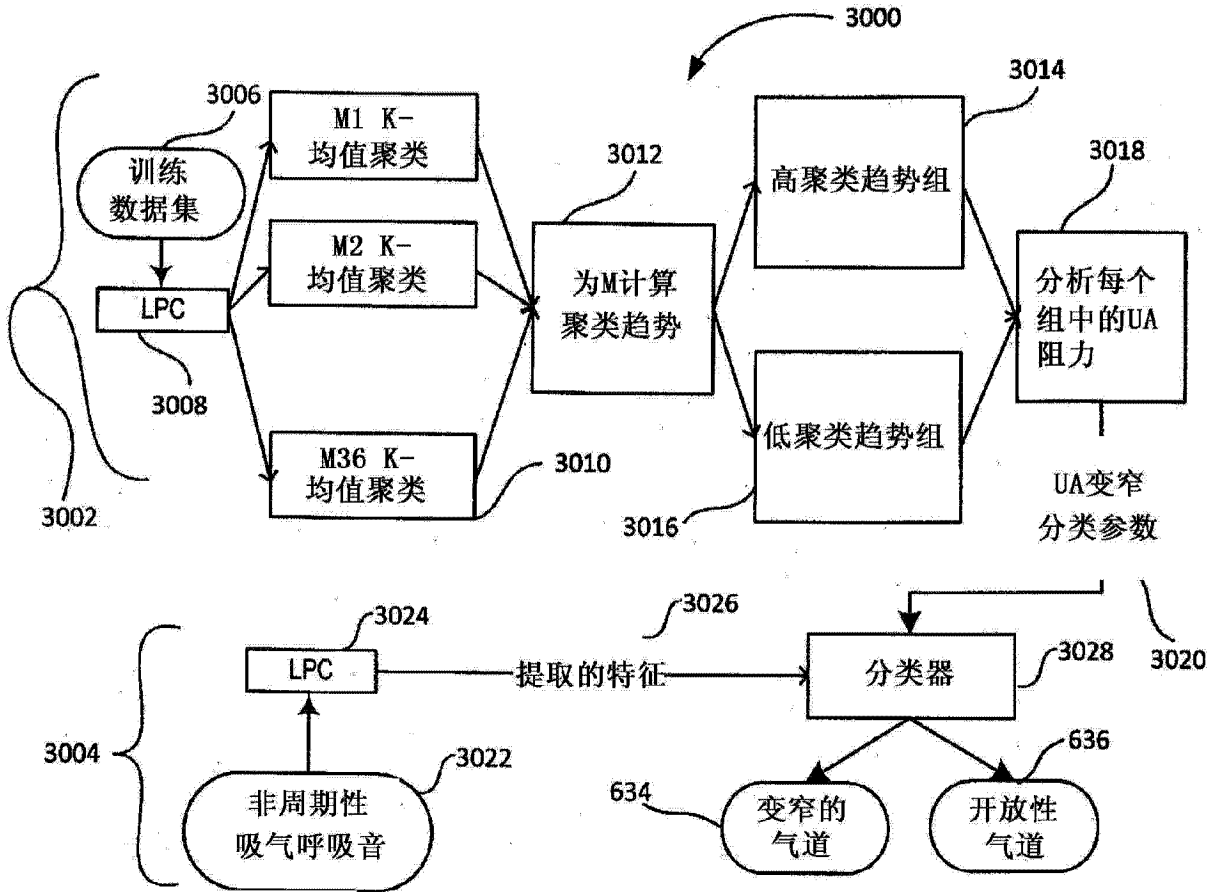 3000
3006
训练
数据集
LPC
3008
3002
M1 K-
均值聚类
M2 K-
均值聚类
M36 K-
均值聚类
3010
3012
为M计算
聚类趋势
3014
高聚类趋势组
低聚类趋势组
3016
3018
分析每个
组中的UA
阻力
UA变窄
分类参数
3020
3004
3024
LPC
3022
非周期性
吸气呼吸音
3026
提取的特征
分类器
3028
634
变窄的
气道
636
开放性
气道